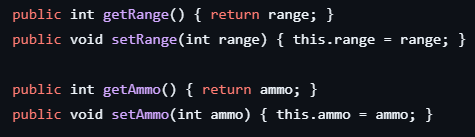 public int getRange() { return range; }
public void setRange(int range) { this.range = range; }
public int getAmmo() { return ammo; }
public void setAmmo(int ammo) { this.ammo = ammo; }